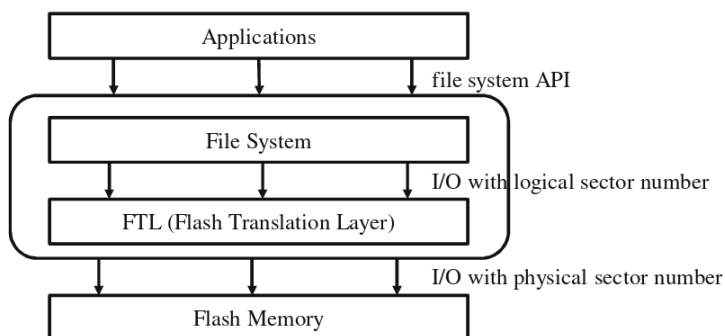 Applications
file system API
File System
I/O with logical sector number
FTL (Flash Translation Layer)
I/O with physical sector number
Flash Memory